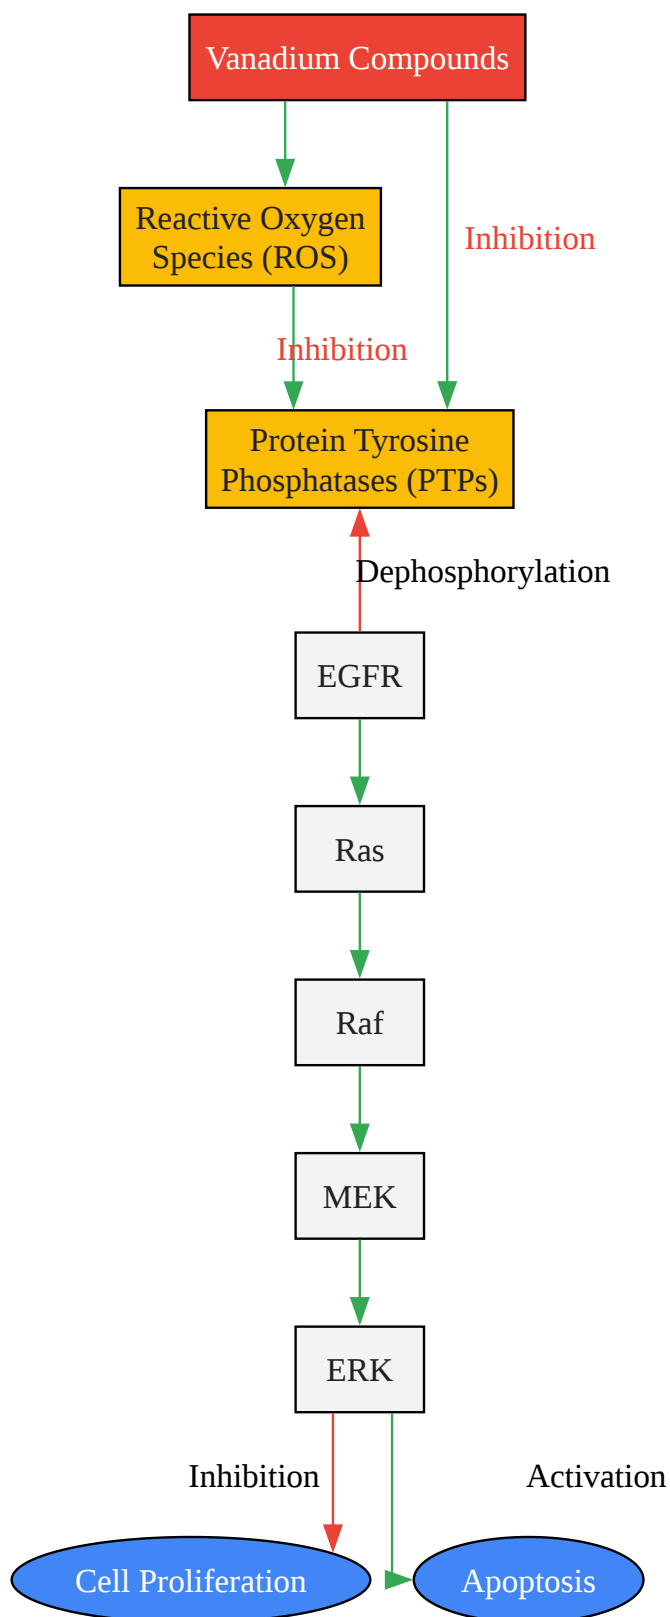 Vanadium Compounds
Reactive Oxygen
Species (ROS)
Inhibition
Inhibition
Protein Tyrosine
Phosphatases (PTPs)
Dephosphorylation
EGFR
Ras
Raf
MEK
ERK
Inhibition
Activation
Cell Proliferation
Apoptosis